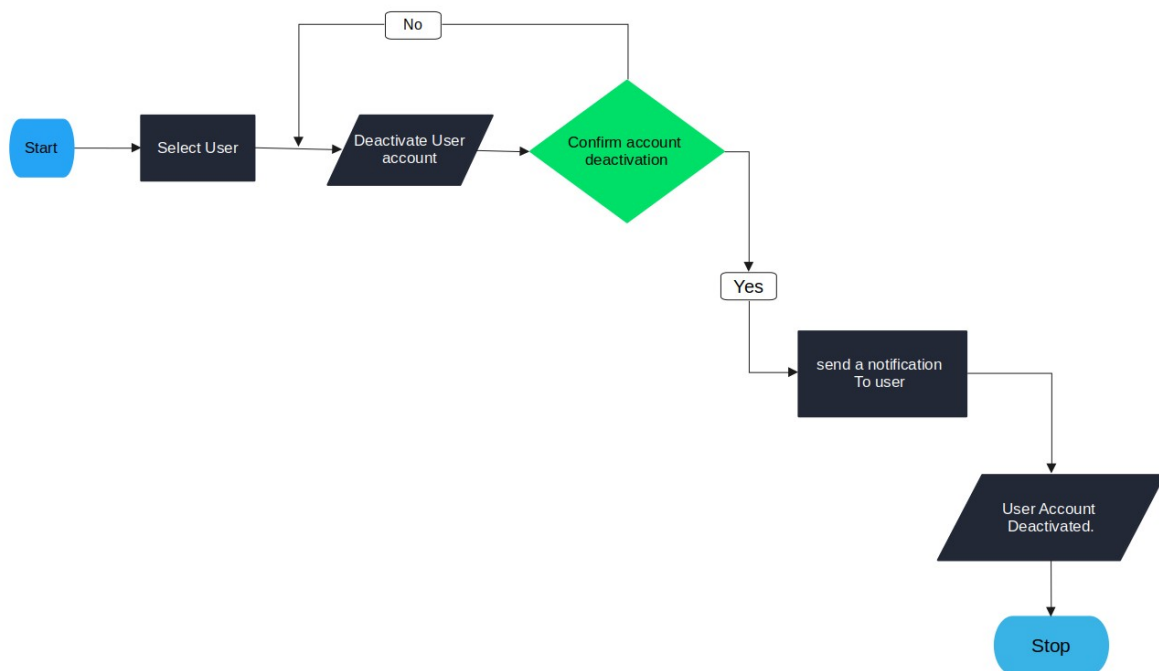 No
Start
Select User
Deactivate User
account
Confirm account
deactivation
Yes
send a notification
To user
User Account
Deactivated.
Stop